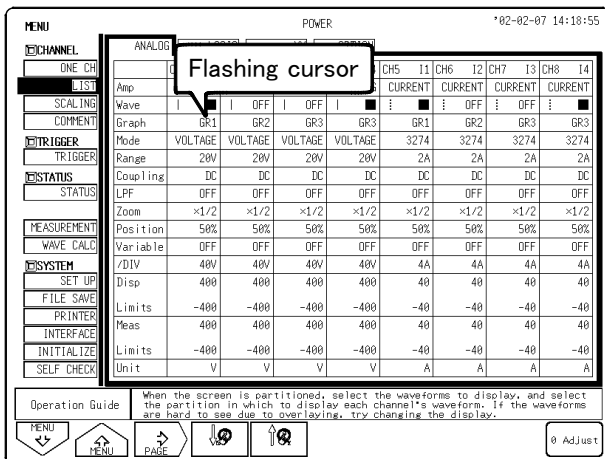 MENU POWER '02-02-07 14:18:55
CHANNEL ANALOG
ONE CH CH5 I1 CH6 I2 CH7 I3 CH8 I4
Flashing cursor
LIST Amp CURRENT CURRENT CURRENT CURRENT
SCALING Wave OFF OFF OFF OFF
COMMENT Graph GR1 GR2 GR3 GR3 GR1 GR2 GR3 GR3
TRIGGER Mode VOLTAGE VOLTAGE VOLTAGE VOLTAGE 3274 3274 3274 3274
TRIGGER Range 20V 20V 20V 20V 2A 2A 2A 2A
STATUS Coupling DC DC DC DC DC DC DC DC
STATUS LPF OFF OFF OFF OFF OFF OFF OFF OFF
Zoom ×1/2 ×1/2 ×1/2 ×1/2 ×1/2 ×1/2 ×1/2 ×1/2
MEASUREMENT Position 50% 50% 50% 50% 50% 50% 50% 50%
WAVE CALC Variable OFF OFF OFF OFF OFF OFF OFF OFF
SYSTEM /DIV 40V 40V 40V 40V 4A 4A 4A 4A
SET UP Disp 400 400 400 400 40 40 40 40
FILE SAVE Limits -400 -400 -400 -400 -40 -40 -40 -40
PRINTER Meas 400 400 400 400 40 40 40 40
INTERFACE
INITIALIZE Limits -400 -400 -400 -400 -40 -40 -40 -40
SELF CHECK Unit V V V V A A A A
Operation Guide When the screen is partitioned, select the waveforms to display, and select
the partition in which to display each channel's waveform. If the waveforms
are hard to see due to overlaying, try changing the display.
MENU MENU PAGE 0 Adjust